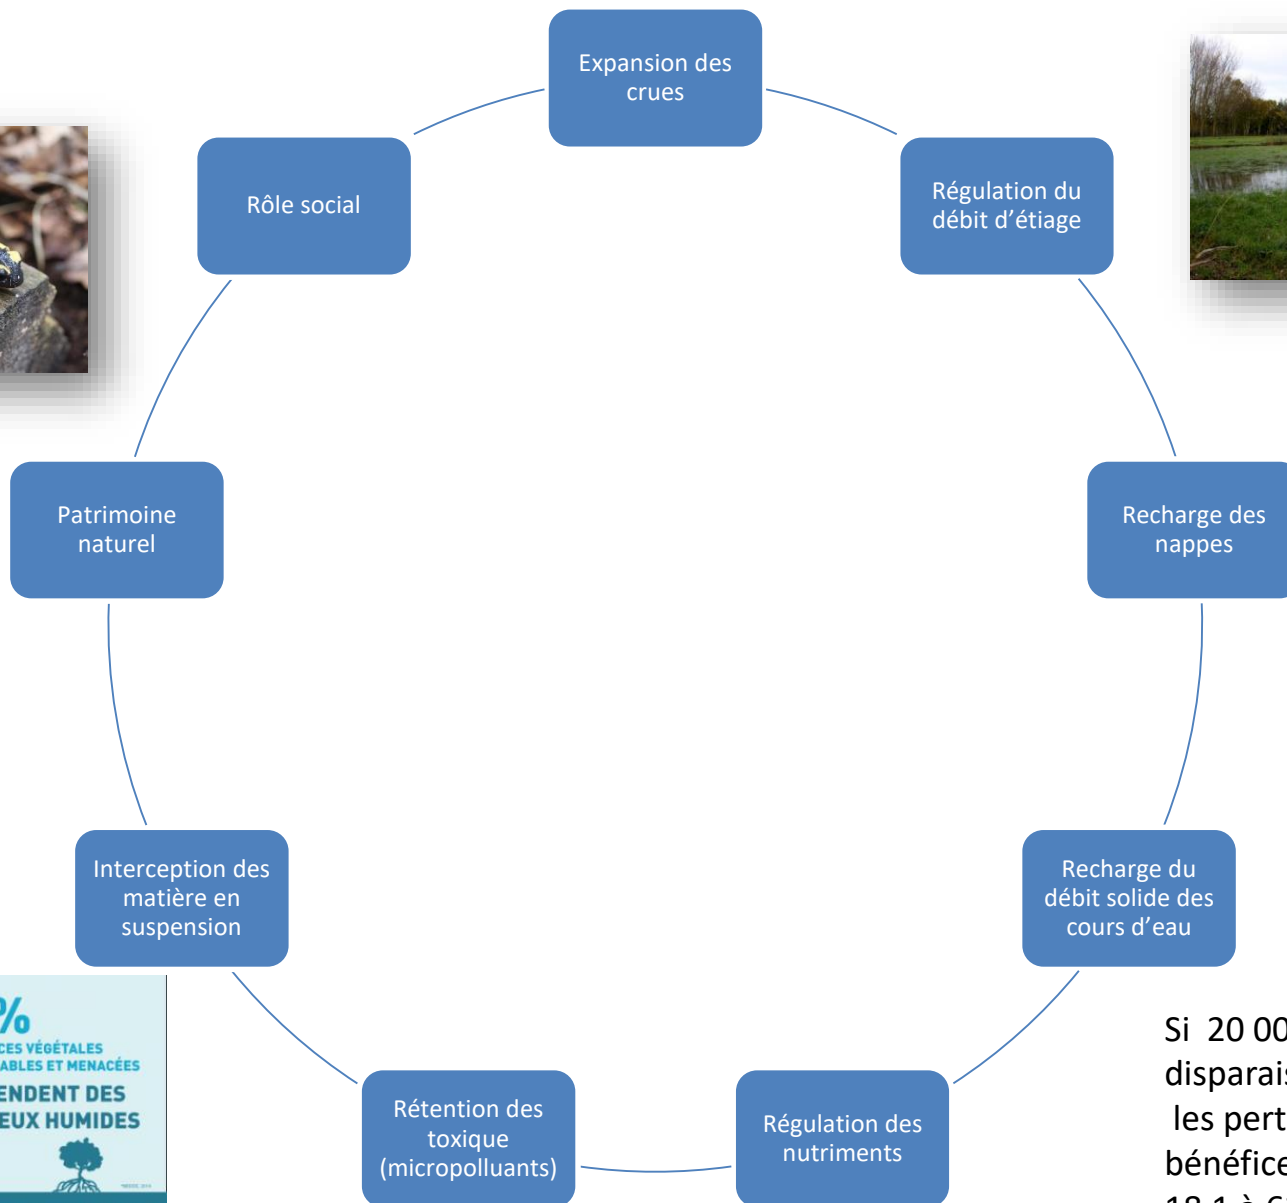 Expansion des
crues
Régulation du
débit d’étiage
Recharge des
nappes
Recharge du
débit solide des
cours d’eau
Régulation des
nutriments
Rétention des
toxique
(micropolluants)
Interception des
matière en
suspension
Patrimoine
naturel
Rôle social
%
CES VÉGÉTALES
ABLES ET MENACÉES
ENDENT DES
EUX HUMIDES
Si 20 00
disparais
les pert
bénéfice